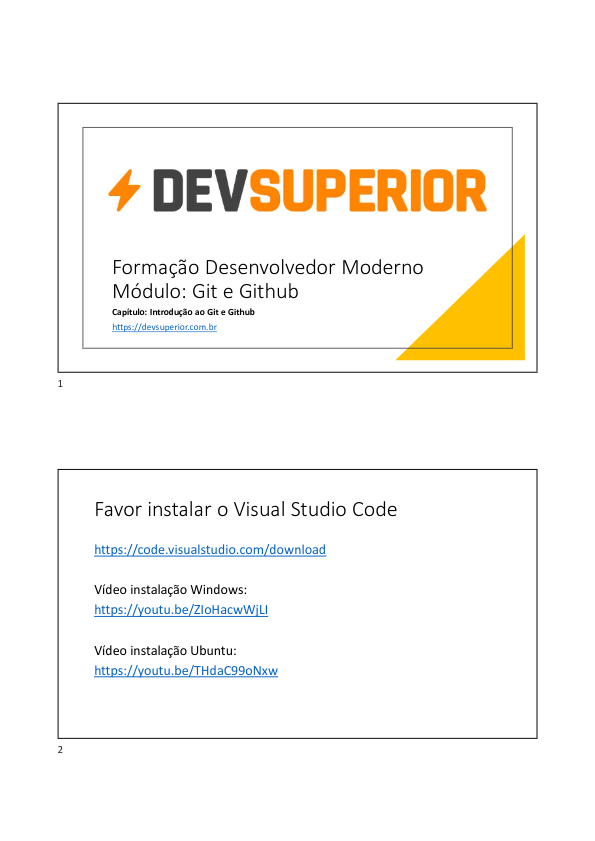 DEVSUPERIOR
Formação Desenvolvedor Moderno
Módulo: Git e Github
Capítulo: Introdução ao Git e Github
https://devsuperior.com.br
1
Favor instalar o Visual Studio Code
https://code.visualstudio.com/download
Vídeo instalação Windows:
https://youtu.be/ZIoHacwWjLI
Vídeo instalação Ubuntu:
https://youtu.be/THdaC99oNxw
2